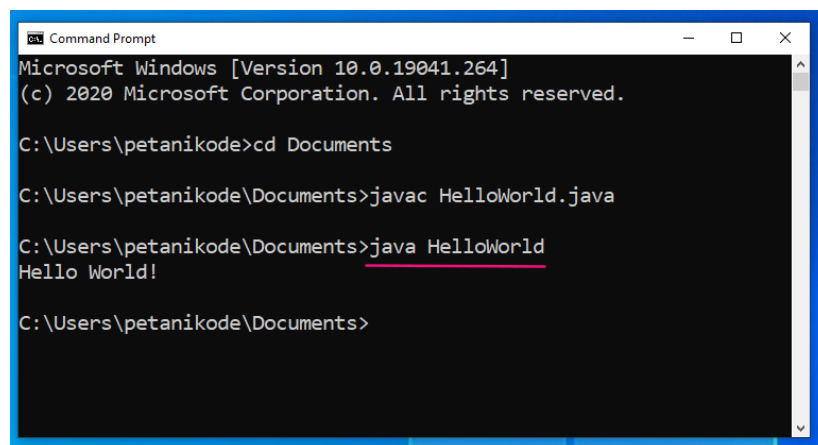 Command Prompt
Microsoft Windows [Version 10.0.19041.264]
(c) 2020 Microsoft Corporation. All rights reserved.
C:\Users\petanikode>cd Documents
C:\Users\petanikode\Documents>javac HelloWorld.java
C:\Users\petanikode\Documents>java HelloWorld
Hello World!
C:\Users\petanikode\Documents>